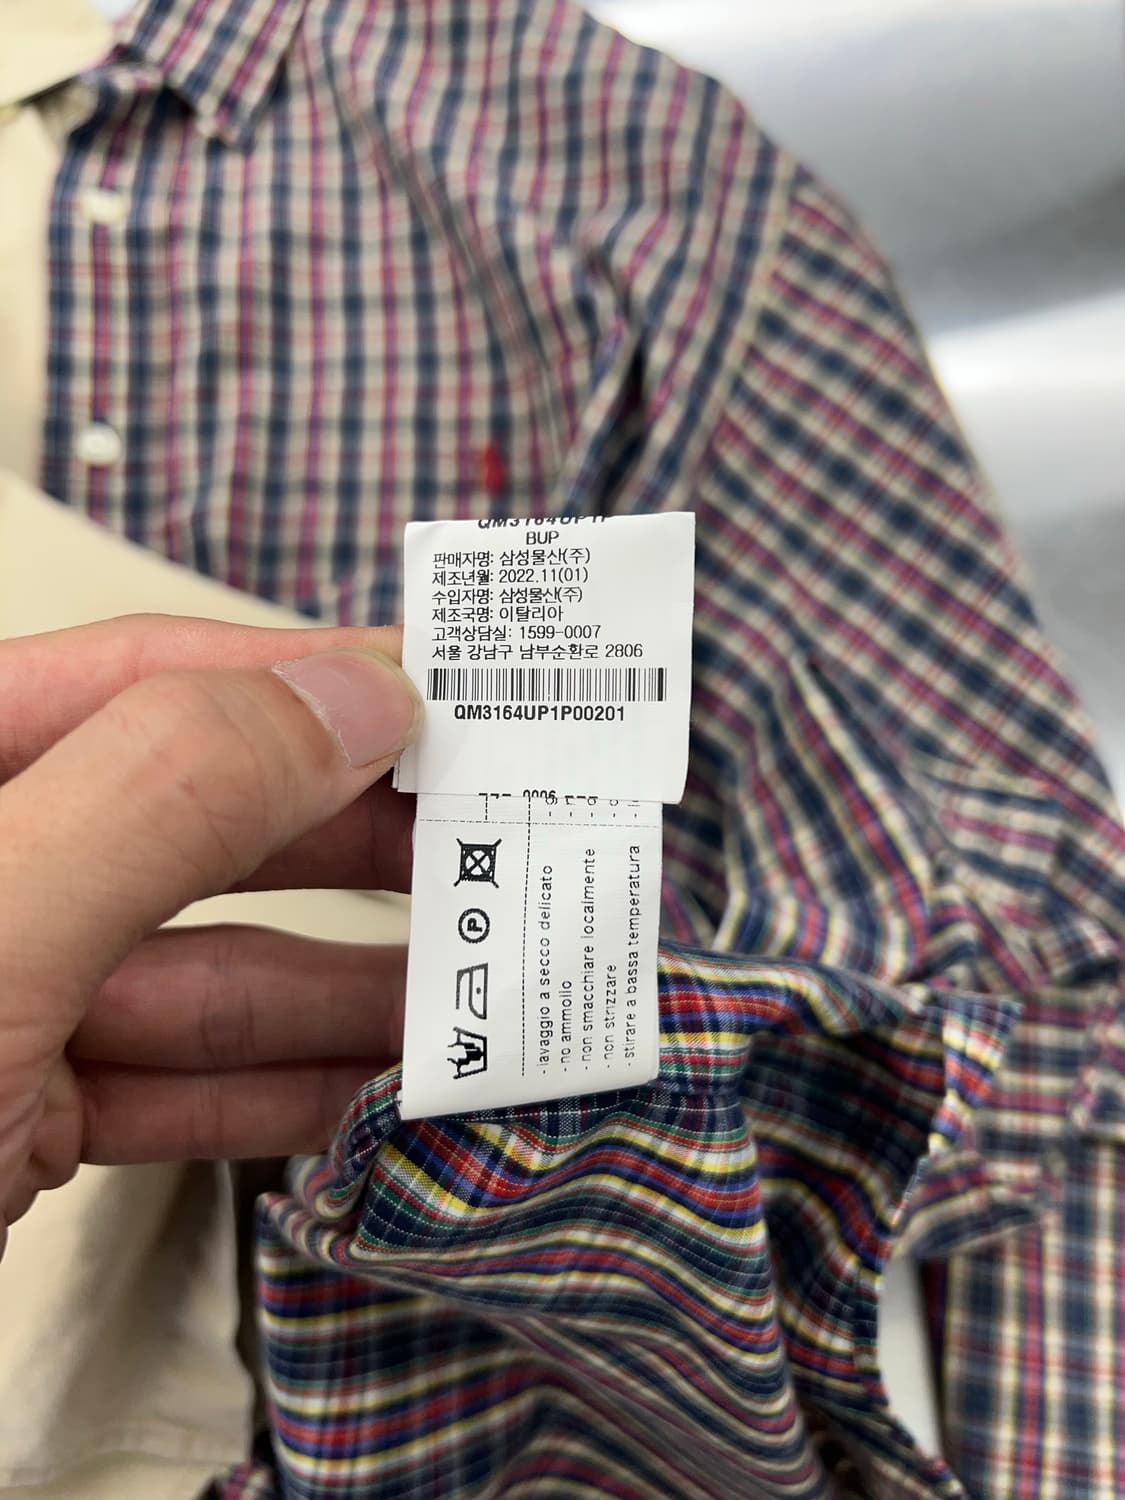 QM3164UP1P
BUP
판매자명: 삼성물산(주)
제조년월: 2022.11(01)
수입자명: 삼성물산(주)
제조국명: 이탈리아
고객상담실: 1599-0007
서울 강남구 남부순환로 2806
QM3164UP1P00201
0006
P
- lavaggio a secco delicato
- no ammollo
- non smacchiare localmente
- non strizzare
- stirare a bassa temperatura